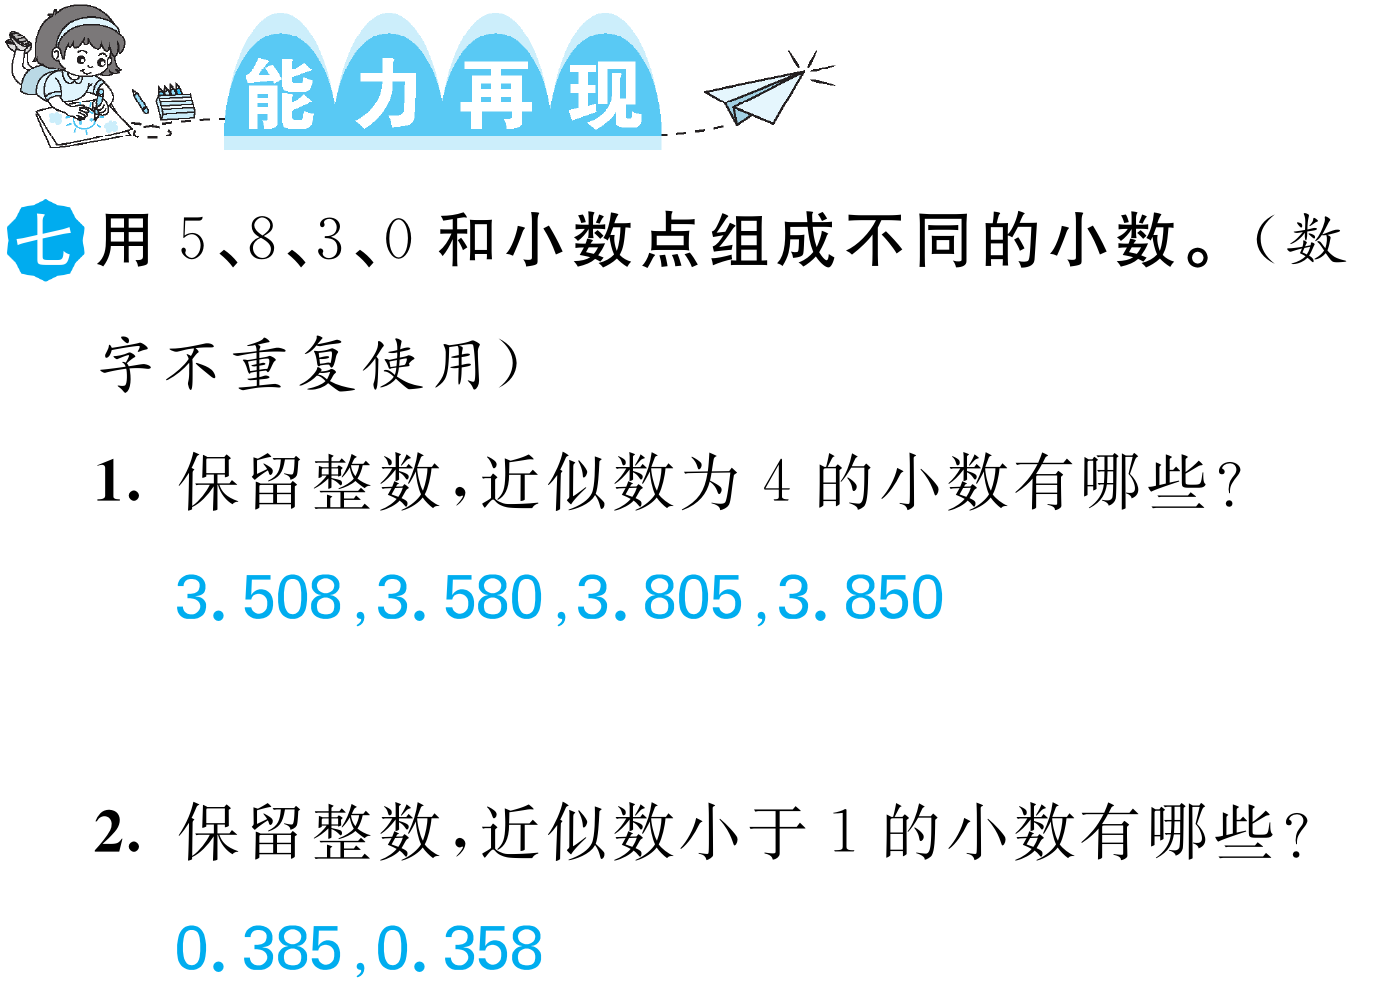 能力再现
七 用 5、8、3、0 和小数点组成不同的小数。（数
字不重复使用）
1. 保留整数,近似数为 4 的小数有哪些?
3.508,3.580,3.805,3.850
2. 保留整数,近似数小于 1 的小数有哪些?
0.385,0.358